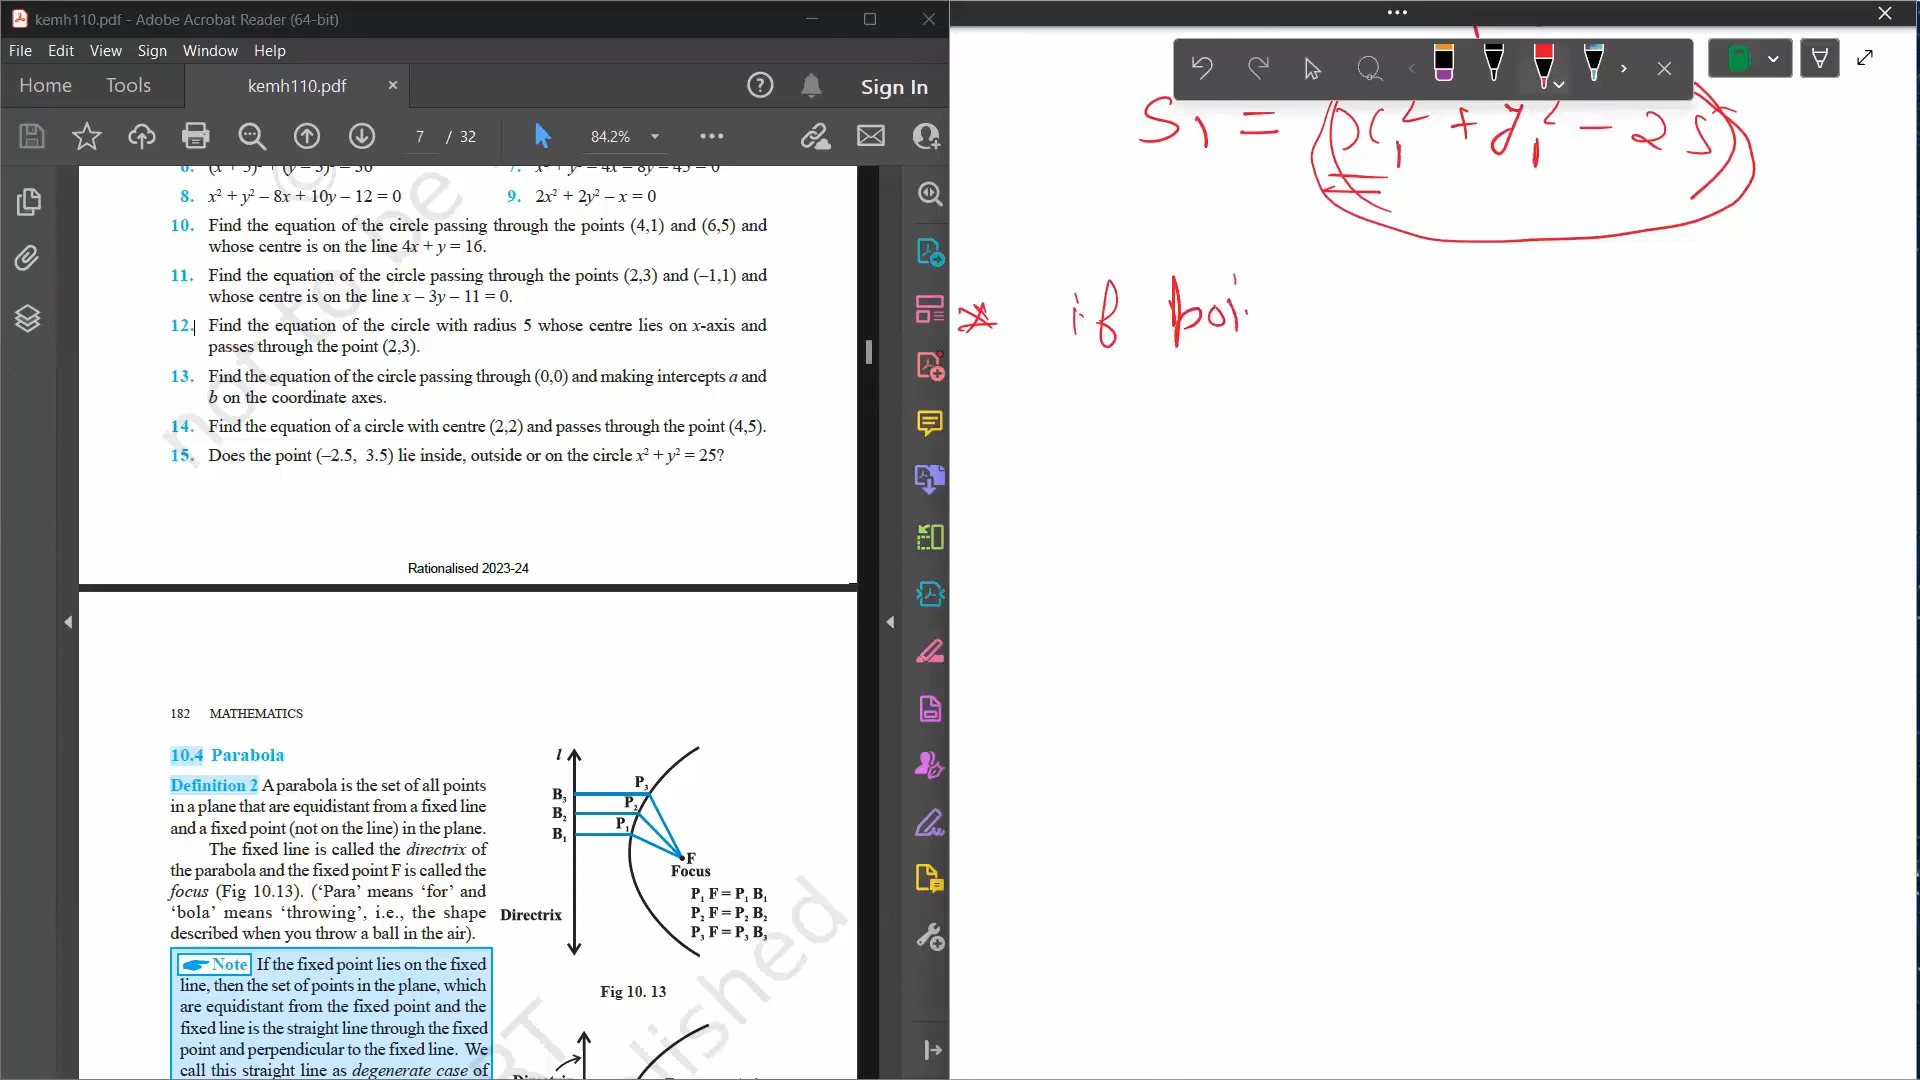 kemh110.pdf - Adobe Acrobat Reader (64-bit)
File Edit View Sign Window Help
Home Tools kemh110.pdf × Sign In
7 / 32 84.2%
8. x² + y² – 8x + 10y – 12 = 0 9. 2x² + 2y² – x = 0
10. Find the equation of the circle passing through the points (4,1) and (6,5) and
whose centre is on the line 4x + y = 16.
11. Find the equation of the circle passing through the points (2,3) and (–1,1) and
whose centre is on the line x – 3y – 11 = 0.
12. Find the equation of the circle with radius 5 whose centre lies on x-axis and
passes through the point (2,3).
13. Find the equation of the circle passing through (0,0) and making intercepts a and
b on the coordinate axes.
14. Find the equation of a circle with centre (2,2) and passes through the point (4,5).
15. Does the point (–2.5, 3.5) lie inside, outside or on the circle x² + y² = 25?
not to be
Rationalised 2023-24
182 MATHEMATICS
10.4 Parabola
Definition 2 A parabola is the set of all points
in a plane that are equidistant from a fixed line
and a fixed point (not on the line) in the plane.
The fixed line is called the directrix of
the parabola and the fixed point F is called the
focus (Fig 10.13). (‘Para’ means ‘for’ and
‘bola’ means ‘throwing’, i.e., the shape
described when you throw a ball in the air).
Note If the fixed point lies on the fixed
line, then the set of points in the plane, which
are equidistant from the fixed point and the
fixed line is the straight line through the fixed
point and perpendicular to the fixed line. We
call this straight line as degenerate case of
l
B₃ P₃
B₂ P₂
B₁ P₁
F
Focus
P₁ F = P₁ B₁
P₂ F = P₂ B₂
P₃ F = P₃ B₃
Directrix
Fig 10. 13
S₁ = (x₁² + y₁² – 25)
* if poi